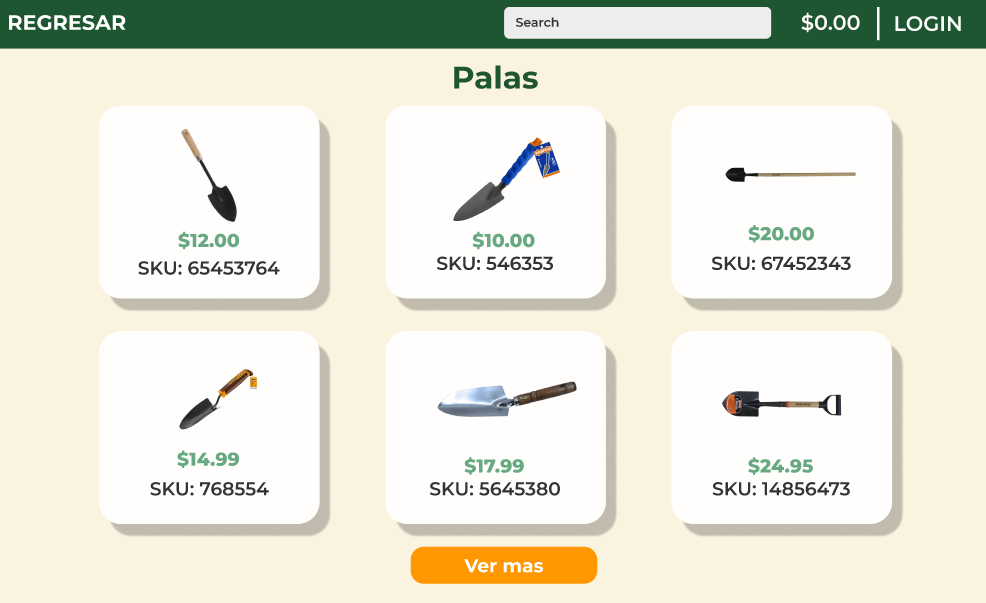 REGRESAR
Search
$0.00
LOGIN
Palas
$12.00
SKU: 65453764
$10.00
SKU: 546353
$20.00
SKU: 67452343
$14.99
SKU: 768554
$17.99
SKU: 5645380
$24.95
SKU: 14856473
Ver mas